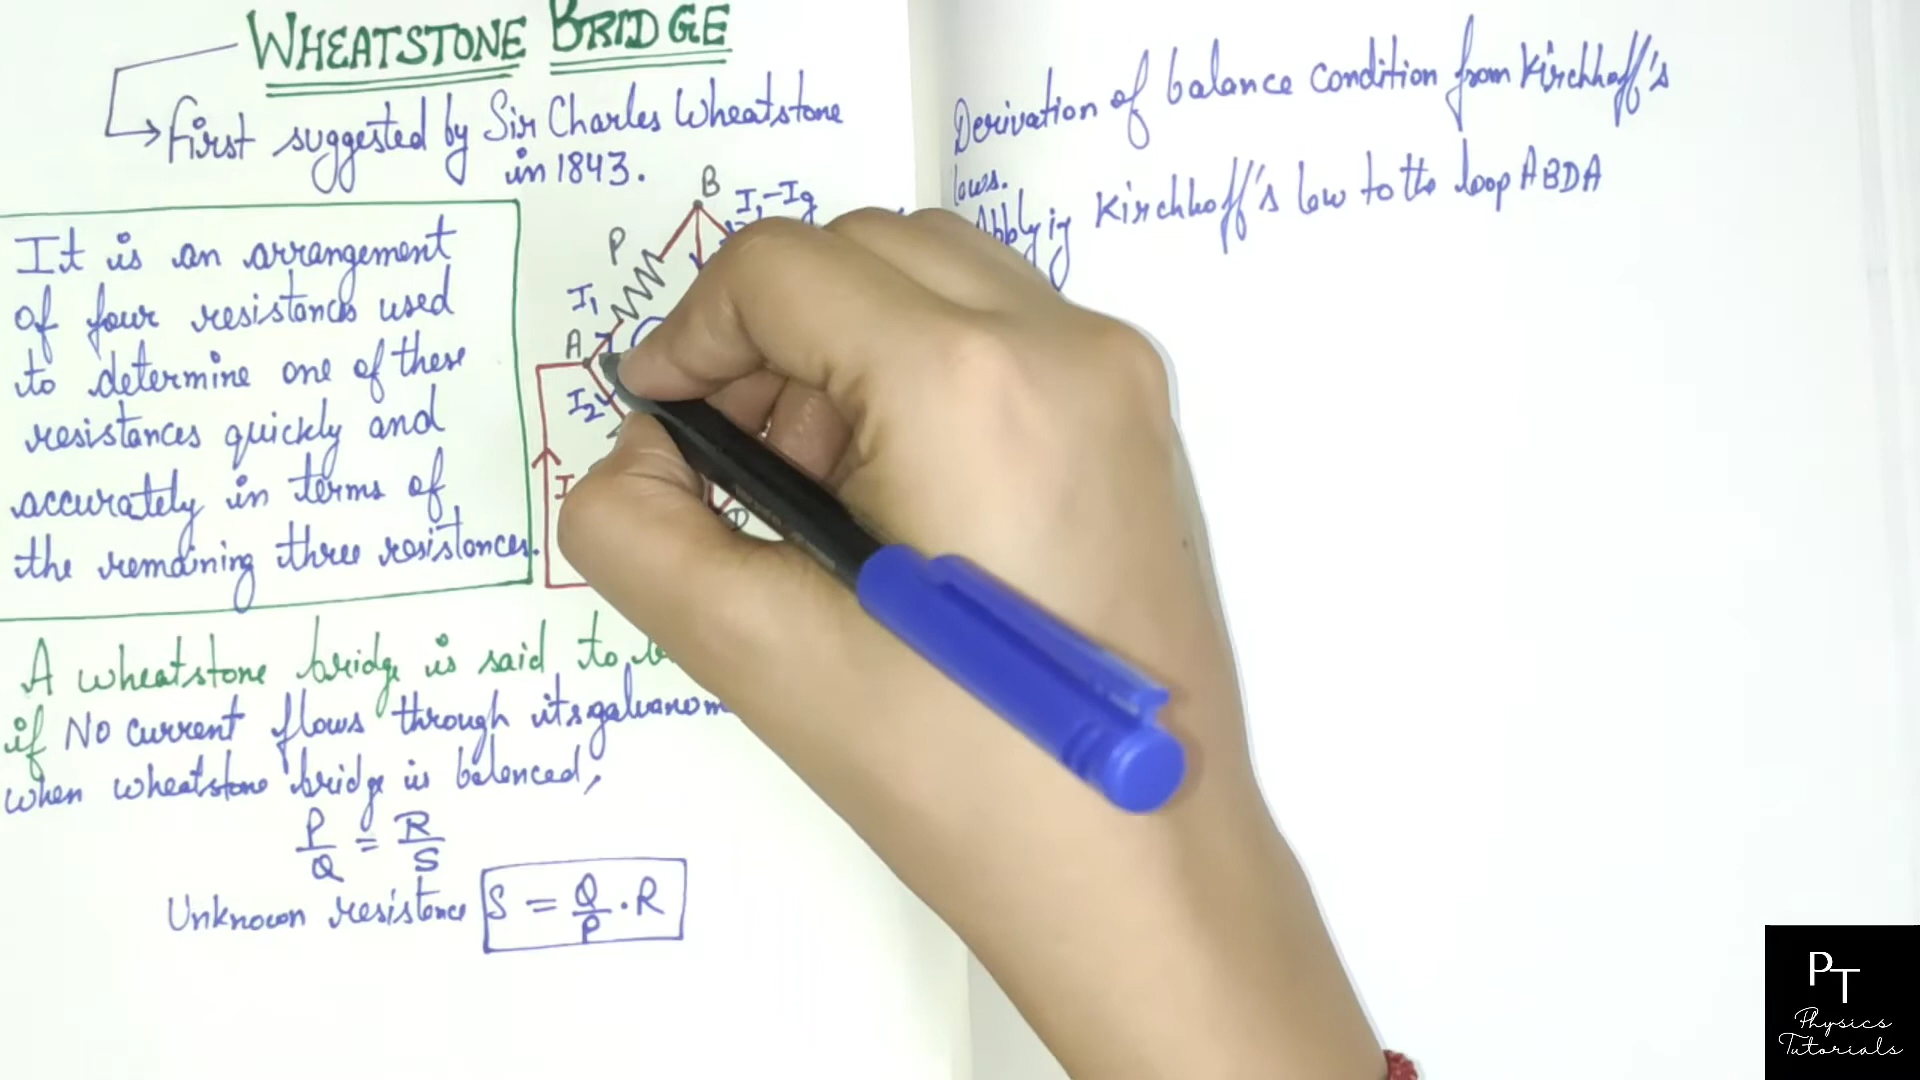 WHEATSTONE BRIDGE
First suggested by Sir Charles Wheatstone
in 1843.
It is an arrangement
of four resistances used
to determine one of these
resistances quickly and
accurately in terms of
the remaining three resistances.
B
I1-Ig
P
I1
A
I2
I
D
A wheatstone bridge is said to
if No current flows through its
when wheatstone bridge is balanced,
P/Q = R/S
Unknown resistance S = Q/P . R
Derivation of balance condition from Kirchhoff's
laws.
Kirchhoff's law to the loop ABDA
PT
Physics
Tutorials